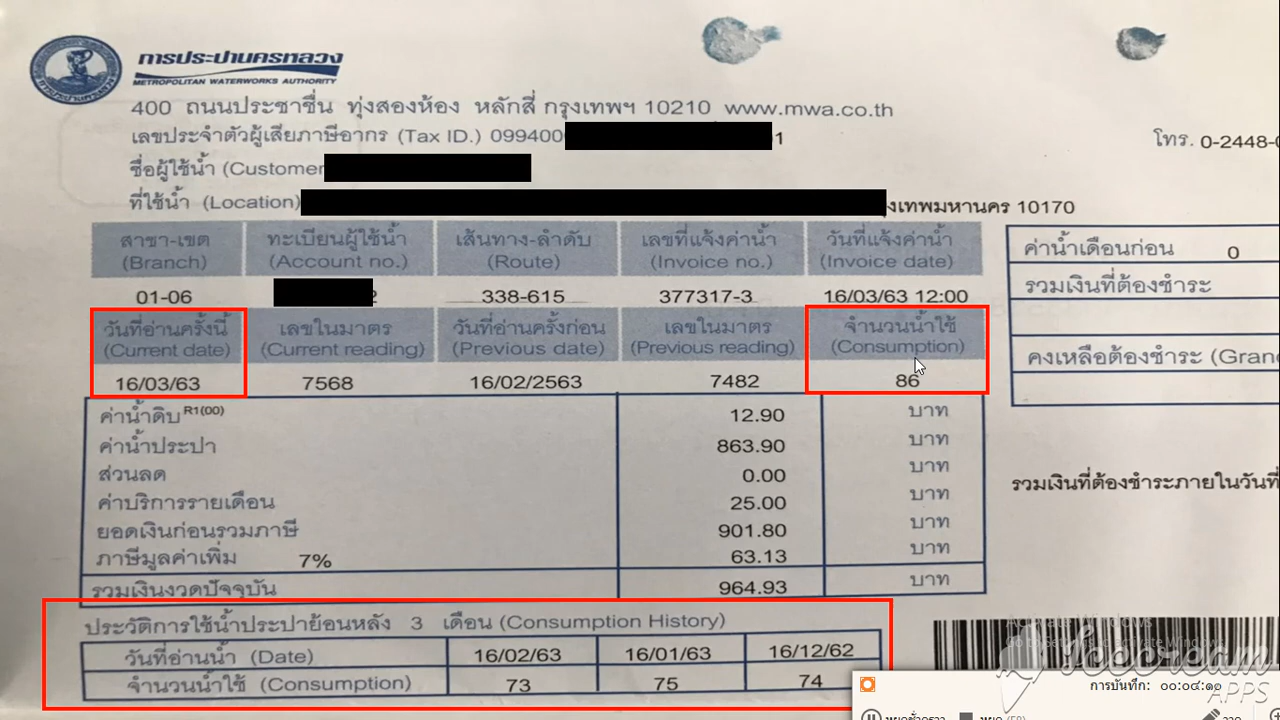 การประปานครหลวง
METROPOLITAN WATERWORKS AUTHORITY
400 ถนนประชาชื่น ทุ่งสองห้อง หลักสี่ กรุงเทพฯ 10210 www.mwa.co.th
เลขประจำตัวผู้เสียภาษีอากร (Tax ID.) 099400 1 โทร. 0-2448-0
ชื่อผู้ใช้น้ำ (Customer
ที่ใช้น้ำ (Location) งเทพมหานคร 10170
สาขา-เขต ทะเบียนผู้ใช้น้ำ เส้นทาง-ลำดับ เลขที่แจ้งค่าน้ำ วันที่แจ้งค่าน้ำ
(Branch) (Account no.) (Route) (Invoice no.) (Invoice date)
01-06 338-615 377317-3 16/03/63 12:00
วันที่อ่านครั้งนี้ เลขในมาตร วันที่อ่านครั้งก่อน เลขในมาตร จำนวนน้ำใช้
(Current date) (Current reading) (Previous date) (Previous reading) (Consumption)
16/03/63 7568 16/02/2563 7482 86
ค่าน้ำเดือนก่อน 0
รวมเงินที่ต้องชำระ
คงเหลือต้องชำระ (Gran
ค่าน้ำดิบ R1(00) 12.90 บาท
ค่าน้ำประปา 863.90 บาท
ส่วนลด 0.00 บาท
ค่าบริการรายเดือน 25.00 บาท
ยอดเงินก่อนรวมภาษี 901.80 บาท
ภาษีมูลค่าเพิ่ม 7% 63.13 บาท
รวมเงินงวดปัจจุบัน 964.93 บาท
รวมเงินที่ต้องชำระภายในวันที่
ประวัติการใช้น้ำประปาย้อนหลัง 3 เดือน (Consumption History)
วันที่อ่านน้ำ (Date) 16/02/63 16/01/63 16/12/62
จำนวนน้ำใช้ (Consumption) 73 75 74
Activate Windows
Go to Settings to activate Windows.
IceCream
APPS
การบันทึก: ๐๐:๐๔:๑๑